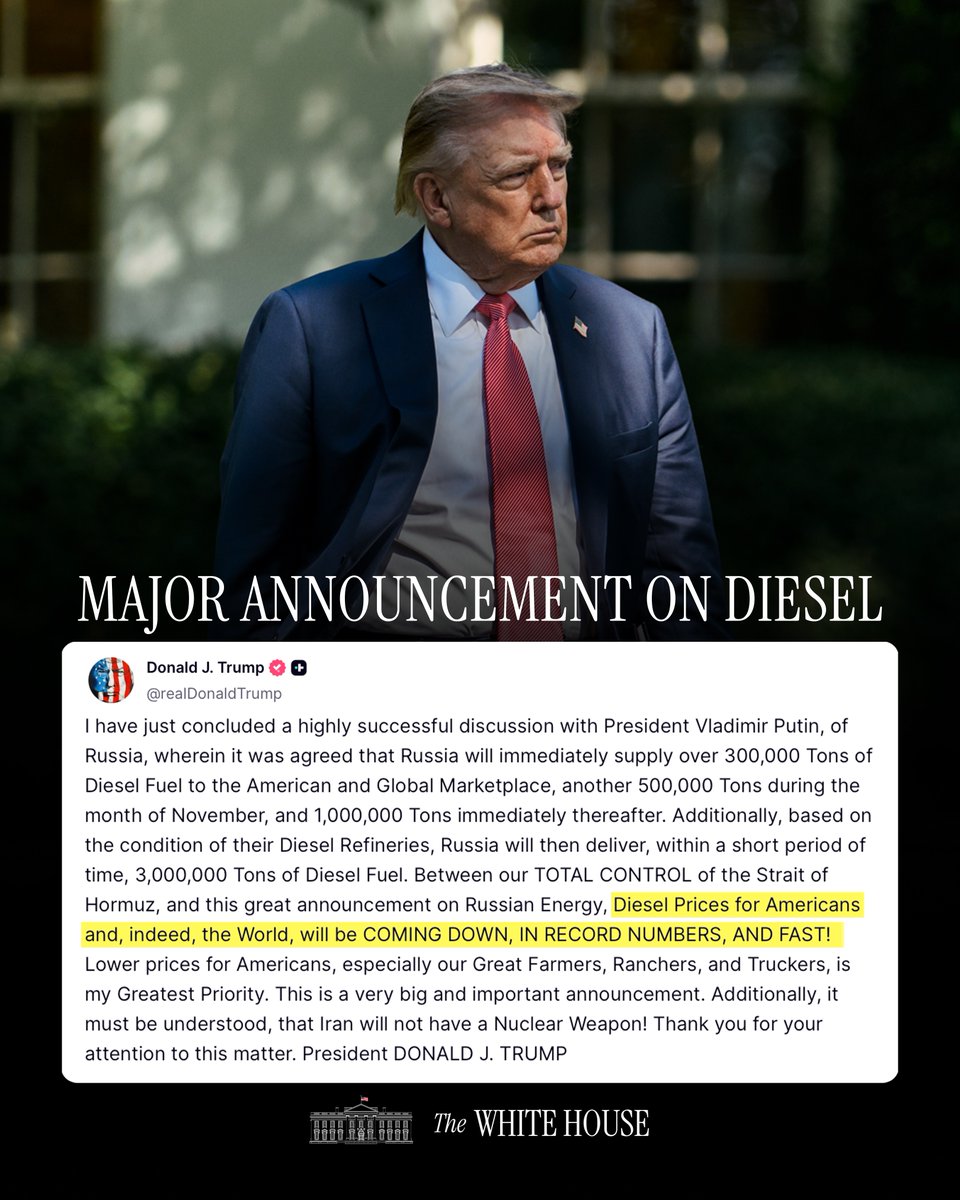 MAJOR ANNOUNCEMENT ON DIESEL
Donald J. Trump
@realDonaldTrump
I have just concluded a highly successful discussion with President Vladimir Putin, of
Russia, wherein it was agreed that Russia will immediately supply over 300,000 Tons of
Diesel Fuel to the American and Global Marketplace, another 500,000 Tons during the
month of November, and 1,000,000 Tons immediately thereafter. Additionally, based on
the condition of their Diesel Refineries, Russia will then deliver, within a short period of
time, 3,000,000 Tons of Diesel Fuel. Between our TOTAL CONTROL of the Strait of
Hormuz, and this great announcement on Russian Energy, Diesel Prices for Americans
and, indeed, the World, will be COMING DOWN, IN RECORD NUMBERS, AND FAST!
Lower prices for Americans, especially our Great Farmers, Ranchers, and Truckers, is
my Greatest Priority. This is a very big and important announcement. Additionally, it
must be understood, that Iran will not have a Nuclear Weapon! Thank you for your
attention to this matter. President DONALD J. TRUMP
The WHITE HOUSE